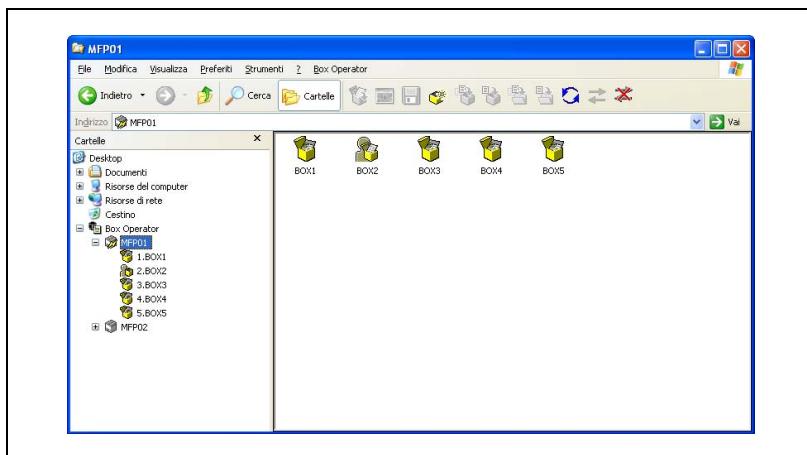 MFP01
File Modifica Visualizza Preferiti Strumenti ? Box Operator
Indietro Cerca Cartelle
Indirizzo MFP01 Vai
Cartelle
Desktop
Documenti
Risorse del computer
Risorse di rete
Cestino
Box Operator
MFP01
1.BOX1
2.BOX2
3.BOX3
4.BOX4
5.BOX5
MFP02
BOX1 BOX2 BOX3 BOX4 BOX5